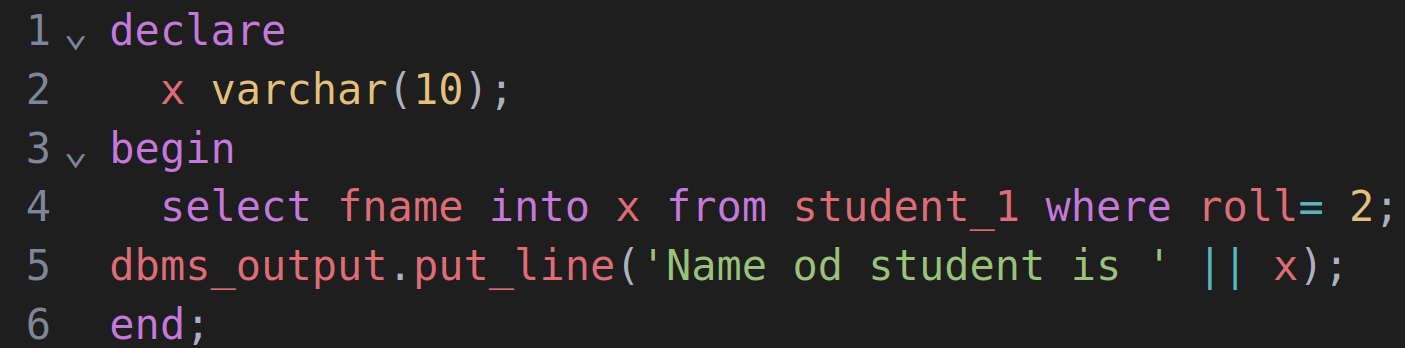 1 declare
2 x varchar(10);
3 begin
4 select fname into x from student_1 where roll= 2;
5 dbms_output.put_line('Name od student is ' || x);
6 end;